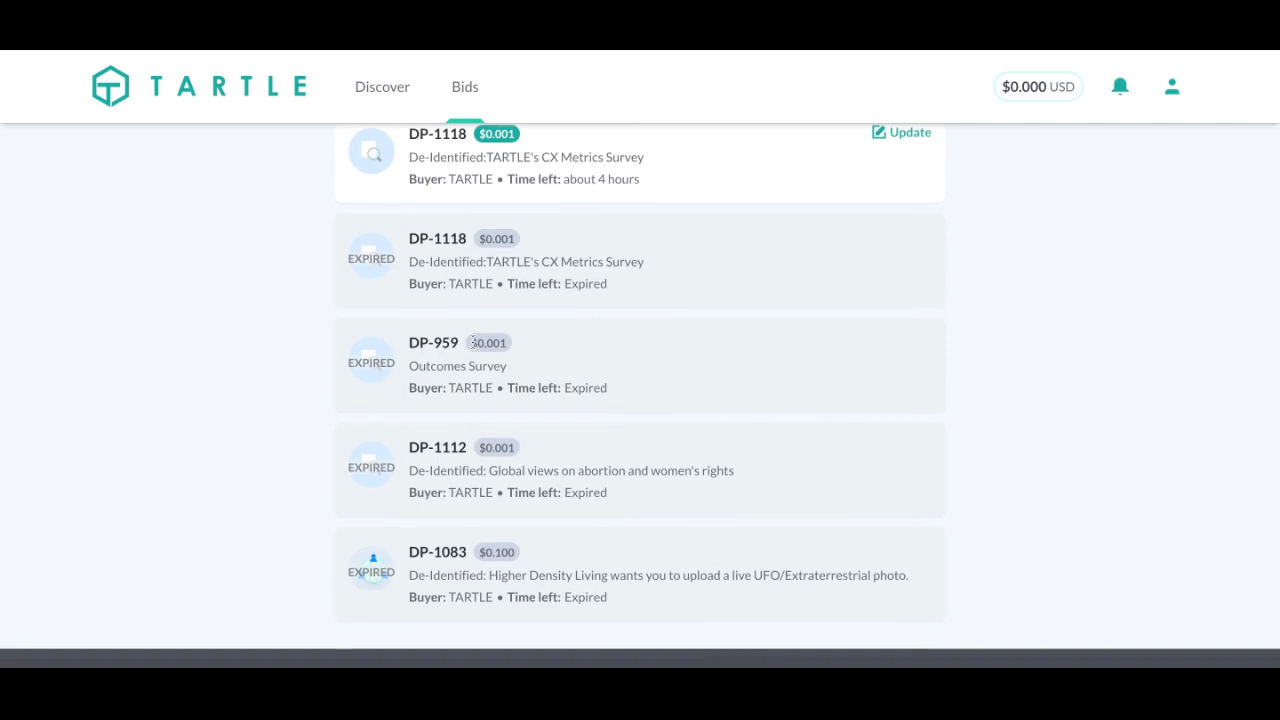 TARTLE Discover Bids $0.000 USD
DP-1118 $0.001 Update
De-Identified:TARTLE's CX Metrics Survey
Buyer: TARTLE • Time left: about 4 hours
DP-1118 $0.001
EXPIRED
De-Identified:TARTLE's CX Metrics Survey
Buyer: TARTLE • Time left: Expired
DP-959 $0.001
EXPIRED
Outcomes Survey
Buyer: TARTLE • Time left: Expired
DP-1112 $0.001
EXPIRED
De-Identified: Global views on abortion and women's rights
Buyer: TARTLE • Time left: Expired
DP-1083 $0.100
EXPIRED
De-Identified: Higher Density Living wants you to upload a live UFO/Extraterrestrial photo.
Buyer: TARTLE • Time left: Expired